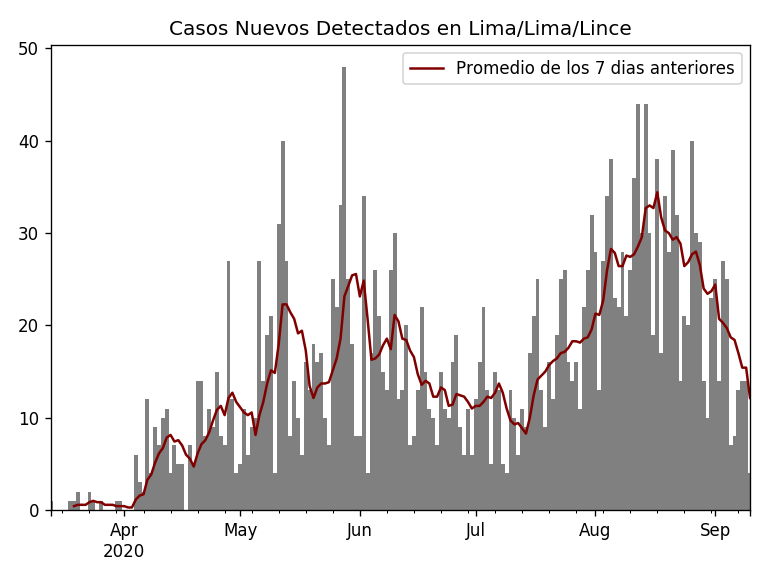 Casos Nuevos Detectados en Lima/Lima/Lince
Promedio de los 7 dias anteriores
50
40
30
20
10
0
Apr May Jun Jul Aug Sep
2020